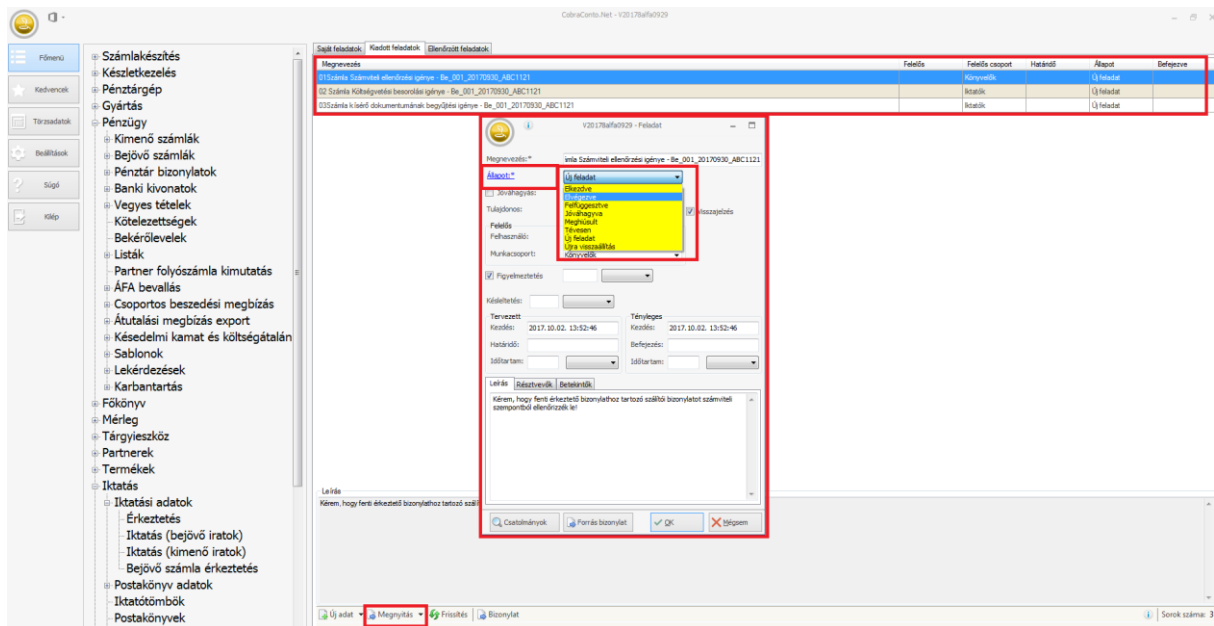 CobraConto.Net - V2017Balfa0929
Főmenü
Kedvencek
Törzsadatok
Beállítások
Súgó
Kilép
Számlakészítés
Készletkezelés
Pénztárgép
Gyártás
Pénzügy
Kimenő számlák
Bejövő számlák
Pénztár bizonylatok
Banki kivonatok
Vegyes tételek
Kötelezettségek
Bekérőlevelek
Listák
Partner folyószámla kimutatás
ÁFA bevallás
Csoportos beszedési megbízás
Átutalási megbízás export
Késedelmi kamat és költségátalán
Sablonok
Lekérdezések
Karbantartás
Főkönyv
Mérleg
Tárgyieszköz
Partnerek
Termékek
Iktatás
Iktatási adatok
Érkeztetés
Iktatás (bejövő iratok)
Iktatás (kimenő iratok)
Bejövő számla érkeztetés
Postakönyv adatok
Iktatótömbök
Postakönyvek
Saját feladatok Kiadott feladatok Ellenőrzött feladatok
Megnevezés Felelős Felelős csoport Határidő Állapot Befejezve
01Számla Számviteli ellenőrzési igénye - Be_001_20170930_ABC1121 Könyvelők Új feladat
02 Számla Költségvetési besorolási igénye - Be_001_20170930_ABC1121 Iktatók Új feladat
03Számla kísérő dokumentumának begyűjtési igénye - Be_001_20170930_ABC1121 Iktatók Új feladat
V2017Balfa0929 - Feladat
Megnevezés:* ímla Számviteli ellenőrzési igénye - Be_001_20170930_ABC1121
Állapot:* Új feladat
Elkezdve
Elvégezve
Felfüggesztve
Jóváhagyva
Meghiúsult
Tévesen
Új feladat
Újra visszaállítás
Jóváhagyás:
Tulajdonos: Visszajelzés
Felelős
Felhasználó:
Munkacsoport: Könyvelők
Figyelmeztetés
Késleltetés:
Tervezett Tényleges
Kezdés: 2017.10.02. 13:52:46 Kezdés: 2017.10.02. 13:52:46
Határidő: Befejezés:
Időtartam: Időtartam:
Leírás Résztvevők Betekintők
Kérem, hogy fenti érkeztető bizonylathoz tartozó szállítói bizonylatot számviteli
szempontból ellenőrizzék le!
Csatolmányok Forrás bizonylat OK Mégsem
Leírás
Kérem, hogy fenti érkeztető bizonylathoz tartozó száll
Új adat Megnyitás Frissítés Bizonylat Sorok száma: 3